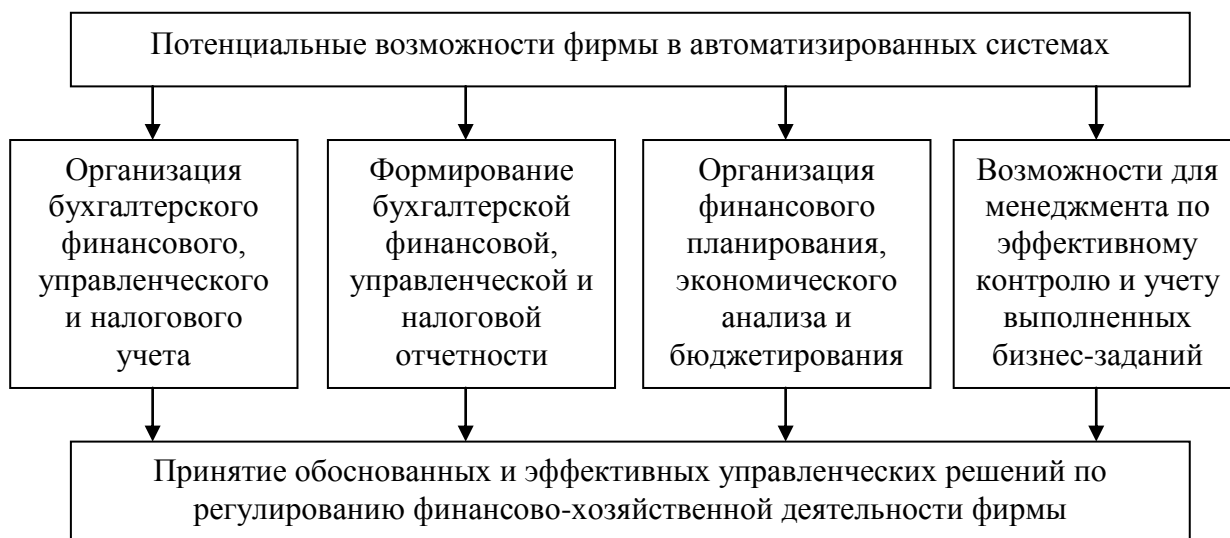 Потенциальные возможности фирмы в автоматизированных системах
Организация
бухгалтерского
финансового,
управленческого
и налогового
учета
Формирование
бухгалтерской
финансовой,
управленческой и
налоговой
отчетности
Организация
финансового
планирования,
экономического
анализа и
бюджетирования
Возможности для
менеджмента по
эффективному
контролю и учету
выполненных
бизнес-заданий
Принятие обоснованных и эффективных управленческих решений по
регулированию финансово-хозяйственной деятельности фирмы